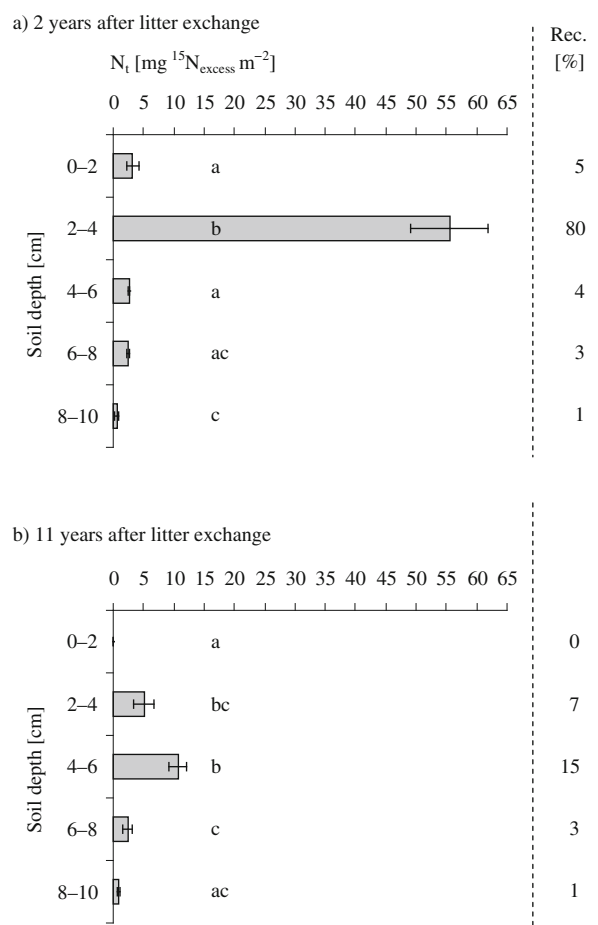 a) 2 years after litter exchange
Rec.
[%]
Nt [mg 15Nexcess m−2]
0 5 10 15 20 25 30 35 40 45 50 55 60 65
Soil depth [cm]
0–2 a 5
2–4 b 80
4–6 a 4
6–8 ac 3
8–10 c 1
b) 11 years after litter exchange
0 5 10 15 20 25 30 35 40 45 50 55 60 65
Soil depth [cm]
0–2 a 0
2–4 bc 7
4–6 b 15
6–8 c 3
8–10 ac 1